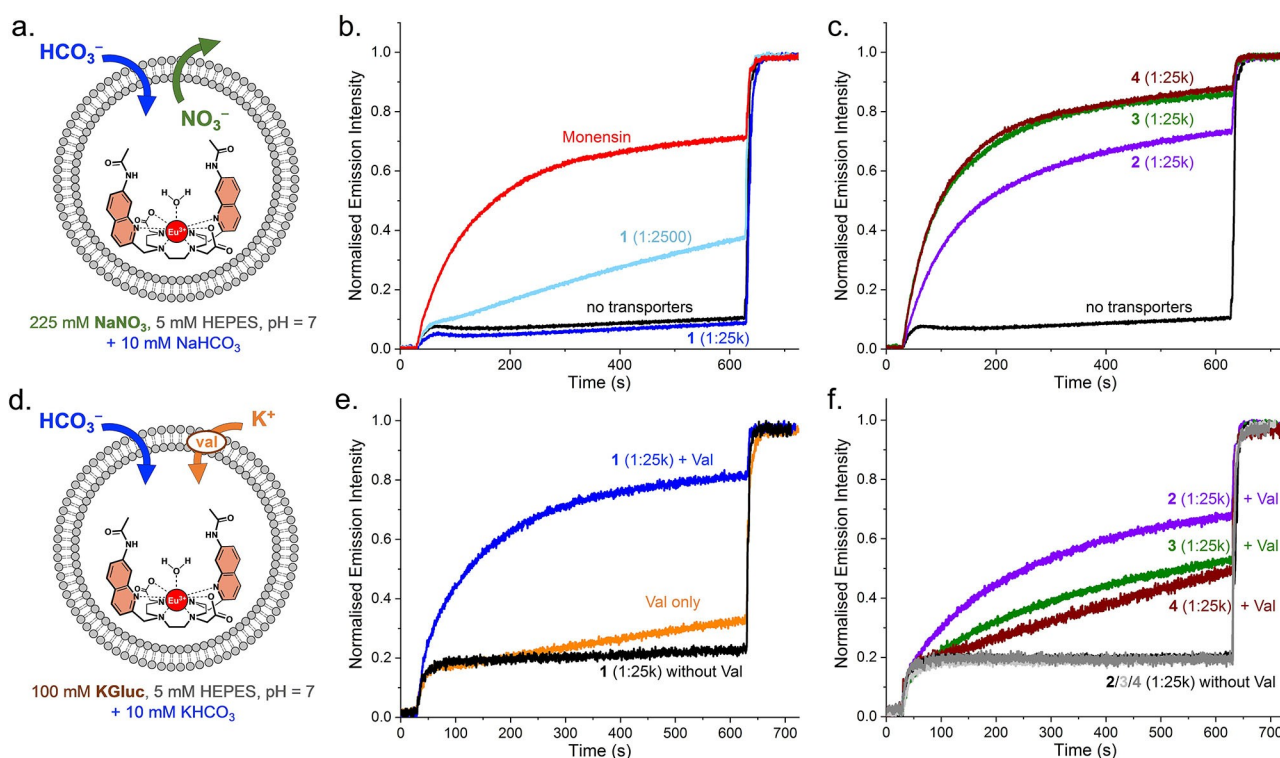 a.
HCO₃⁻
NO₃⁻
O
NH
O
HN
H H
O
O
O
N
N
Eu³⁺
N
N
N
N
O
O
225 mM NaNO₃, 5 mM HEPES, pH = 7
+ 10 mM NaHCO₃
b.
Normalised Emission Intensity
1.0
0.8
0.6
0.4
0.2
0.0
Monensin
1 (1:2500)
no transporters
1 (1:25k)
0 200 400 600
Time (s)
c.
Normalised Emission Intensity
1.0
0.8
0.6
0.4
0.2
0.0
4 (1:25k)
3 (1:25k)
2 (1:25k)
no transporters
0 200 400 600
Time (s)
d.
HCO₃⁻
K⁺
val
O
NH
O
HN
H H
O
O
O
N
N
Eu³⁺
N
N
N
N
O
O
100 mM KGluc, 5 mM HEPES, pH = 7
+ 10 mM KHCO₃
e.
Normalised Emission Intensity
1.0
0.8
0.6
0.4
0.2
0.0
1 (1:25k) + Val
Val only
1 (1:25k) without Val
0 100 200 300 400 500 600 700
Time (s)
f.
Normalised Emission Intensity
1.0
0.8
0.6
0.4
0.2
0.0
2 (1:25k) + Val
3 (1:25k) + Val
4 (1:25k) + Val
2/3/4 (1:25k) without Val
0 100 200 300 400 500 600 700
Time (s)